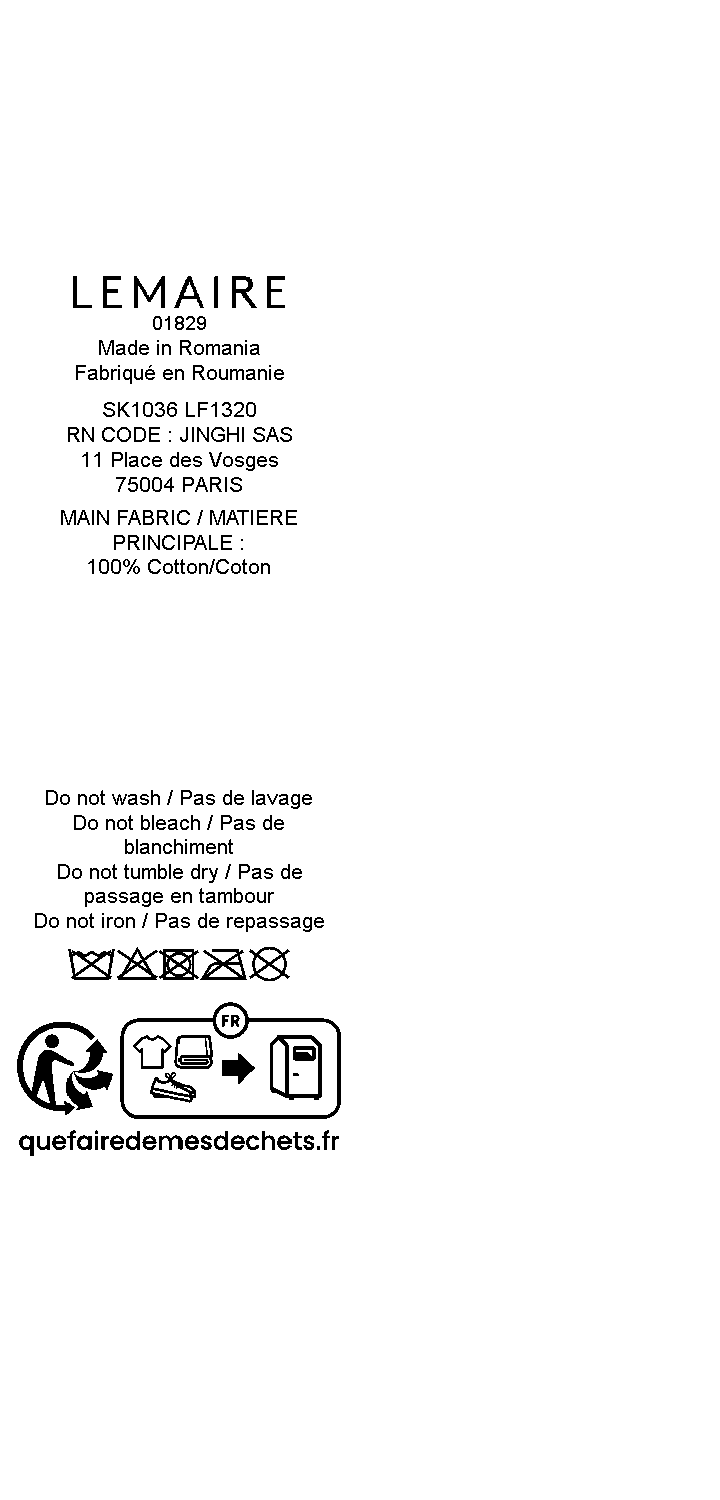 LEMAIRE
01829
Made in Romania
Fabriqué en Roumanie
SK1036 LF1320
RN CODE : JINGHI SAS
11 Place des Vosges
75004 PARIS
MAIN FABRIC / MATIERE
PRINCIPALE :
100% Cotton/Coton
Do not wash / Pas de lavage
Do not bleach / Pas de
blanchiment
Do not tumble dry / Pas de
passage en tambour
Do not iron / Pas de repassage
FR
quefairedemesdechets.fr